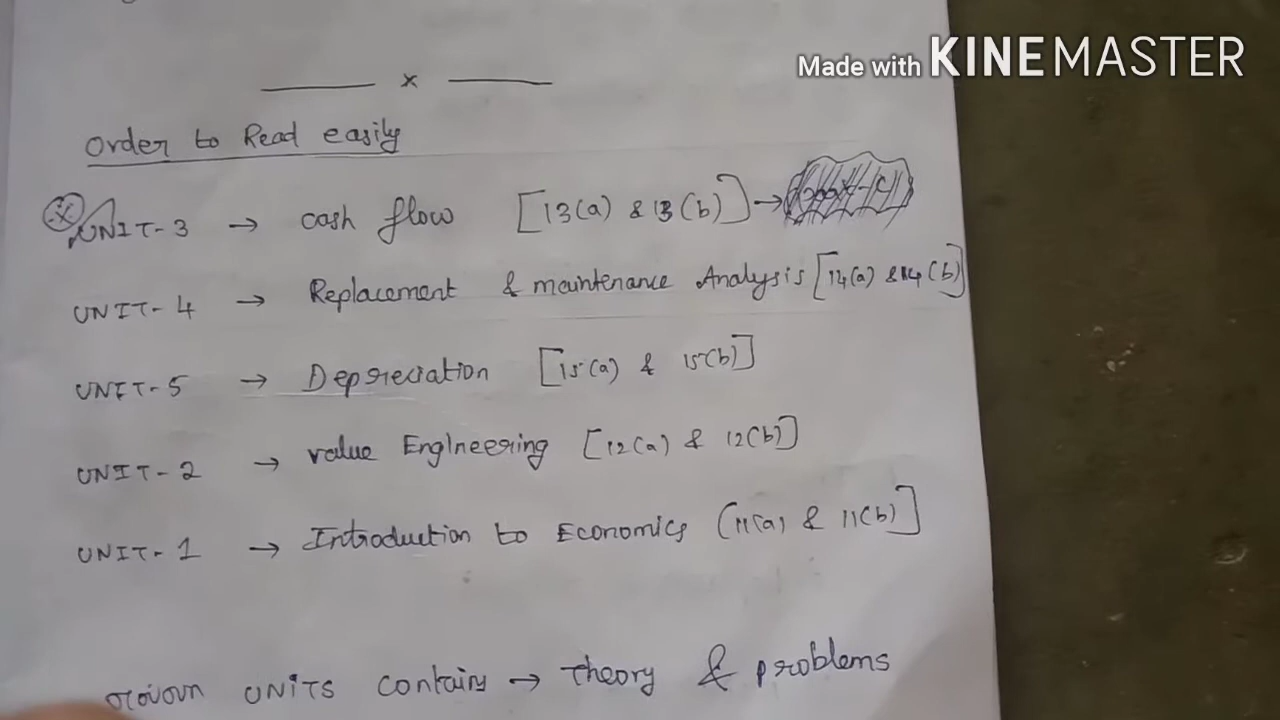 Made with KINEMASTER
x
Order to Read easily
UNIT-3 → cash flow [13(a) & 13(b)] →
UNIT-4 → Replacement & maintenance Analysis [14(a) & 14(b)]
UNIT-5 → Depreciation [15(a) & 15(b)]
UNIT-2 → value Engineering [12(a) & 12(b)]
UNIT-1 → Introduction to Economics (11(a) & 11(b)]
UNITS contains → Theory & problems